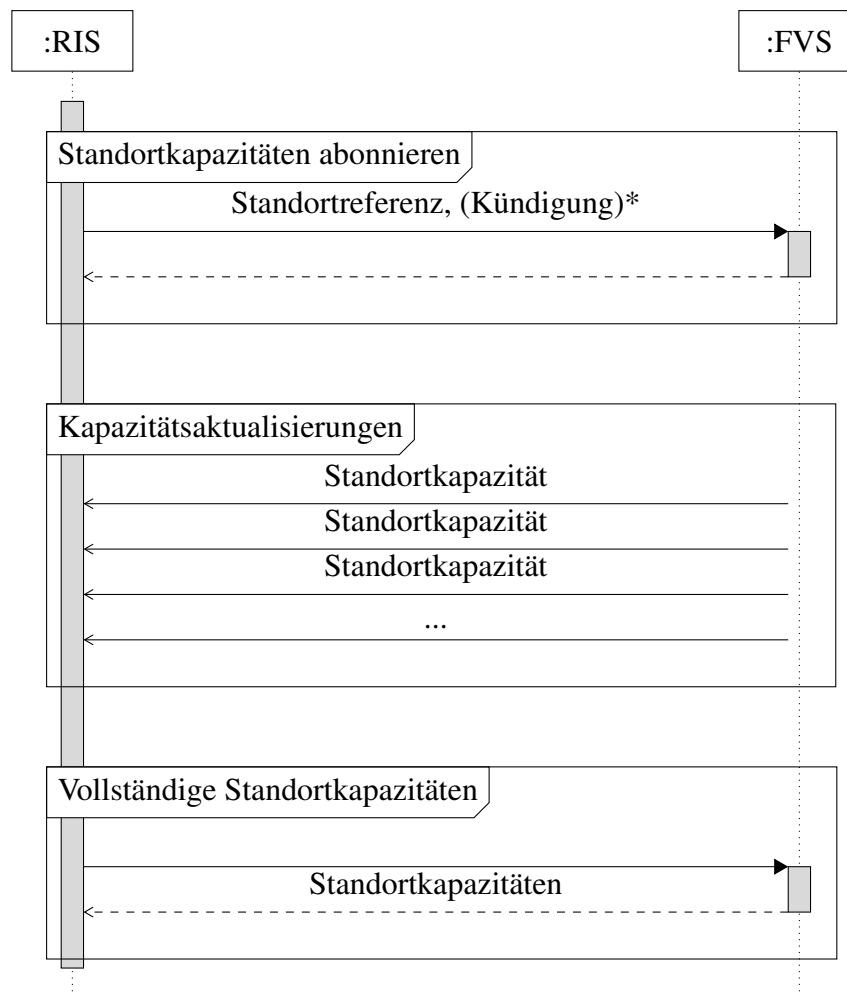 :RIS
:FVS
Standortkapazitäten abonnieren
Standortreferenz, (Kündigung)*
Kapazitätsaktualisierungen
Standortkapazität
Standortkapazität
Standortkapazität
...
Vollständige Standortkapazitäten
Standortkapazitäten